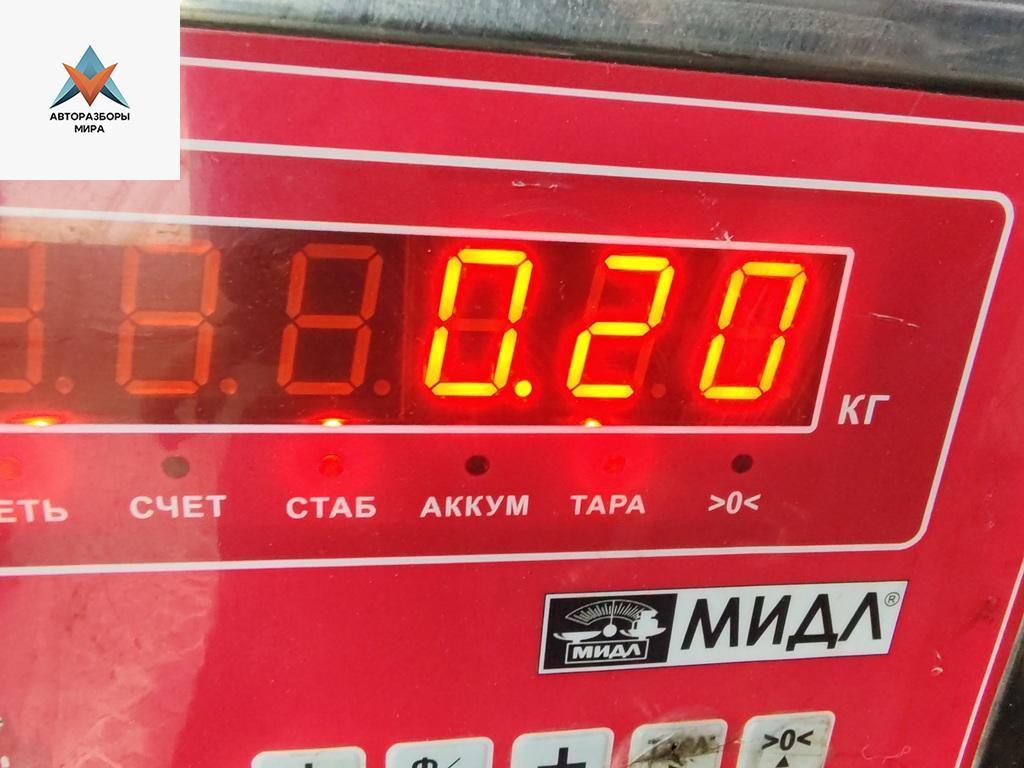 АВТОРАЗБОРЫ
МИРА
0.20
КГ
СЧЕТ СТАБ АККУМ ТАРА >0<
МИДЛ МИДЛ®
+ >0<